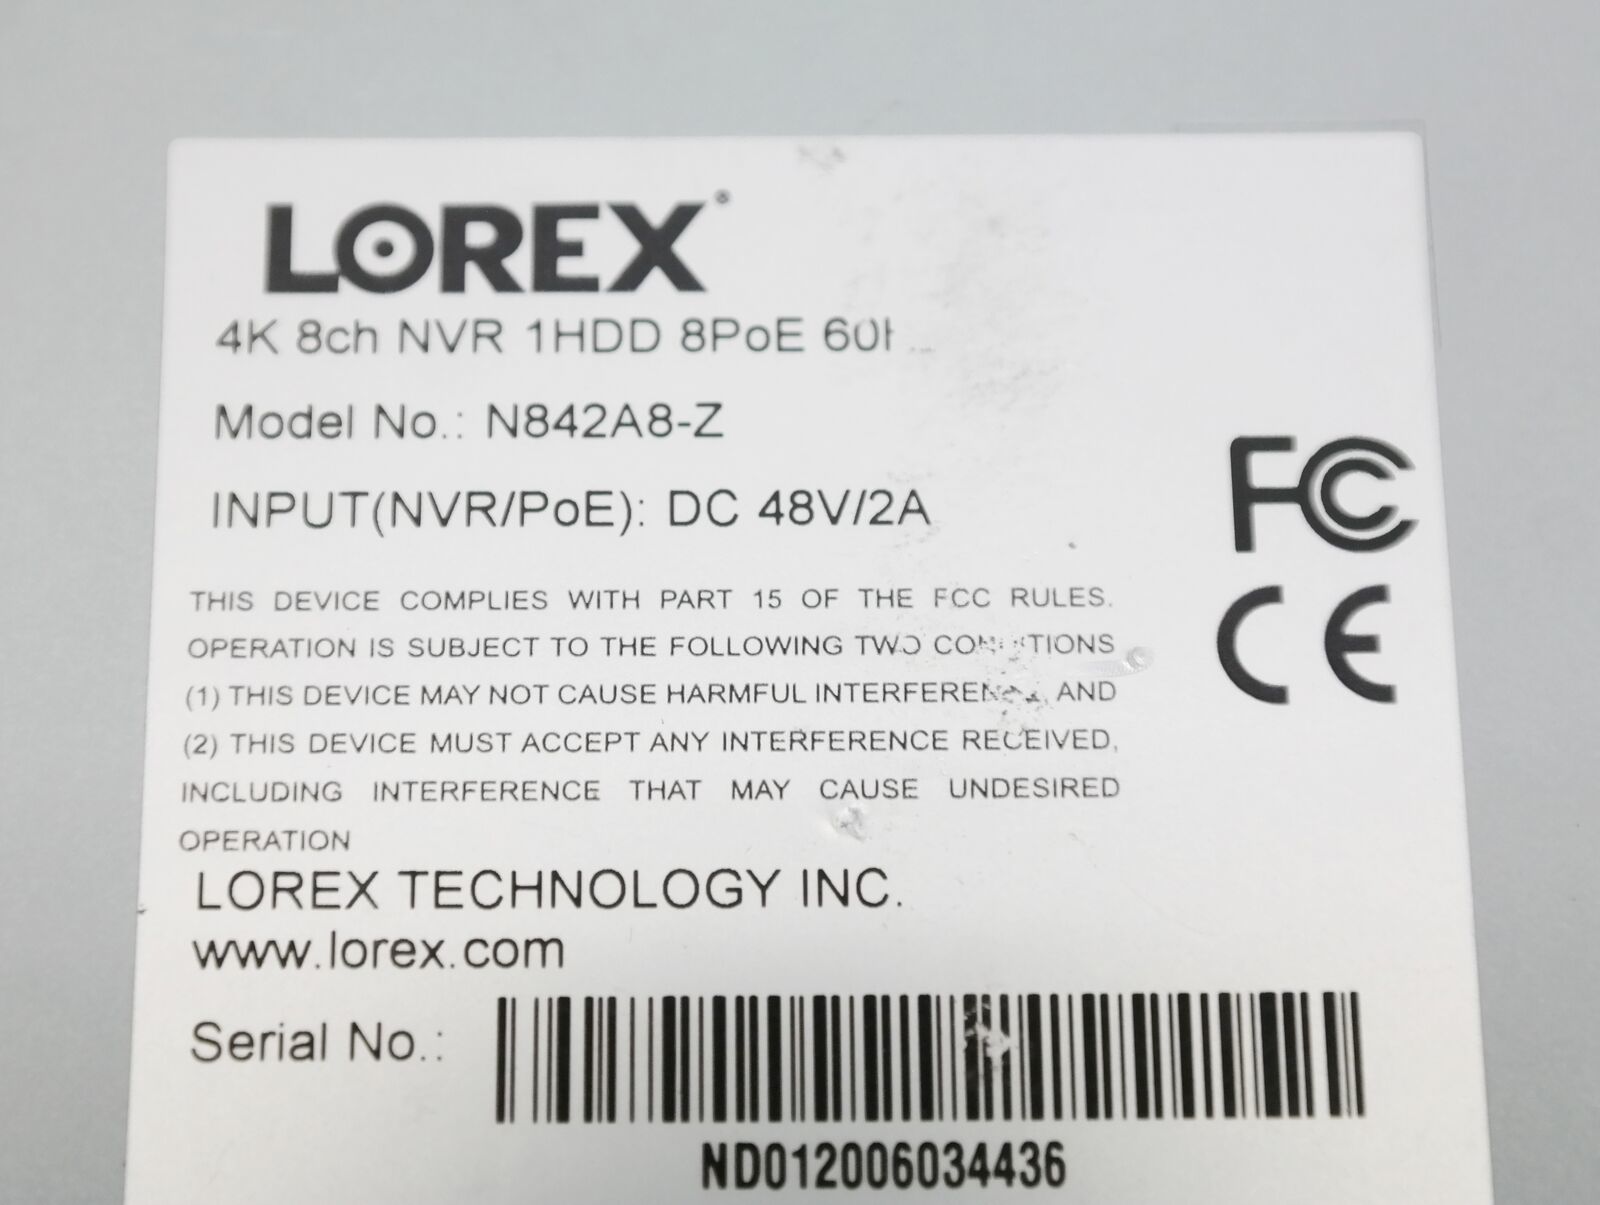 LOREX®
4K 8ch NVR 1HDD 8PoE
Model No.: N842A8-Z
INPUT(NVR/PoE): DC 48V/2A
THIS DEVICE COMPLIES WITH PART 15 OF THE FCC RULES.
OPERATION IS SUBJECT TO THE FOLLOWING TWO CONDITIONS
(1) THIS DEVICE MAY NOT CAUSE HARMFUL INTERFERENCE, AND
(2) THIS DEVICE MUST ACCEPT ANY INTERFERENCE RECEIVED,
INCLUDING INTERFERENCE THAT MAY CAUSE UNDESIRED
OPERATION
FC
CE
LOREX TECHNOLOGY INC.
www.lorex.com
Serial No.:
ND012006034436